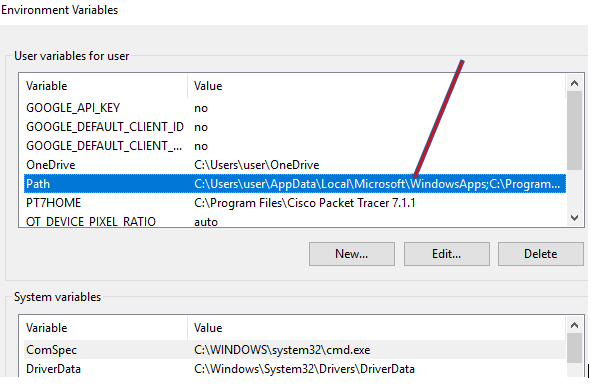 Environment Variables
User variables for user
Variable Value
GOOGLE_API_KEY no
GOOGLE_DEFAULT_CLIENT_ID no
GOOGLE_DEFAULT_CLIENT_... no
OneDrive C:\Users\user\OneDrive
Path C:\Users\user\AppData\Local\Microsoft\WindowsApps;C:\Program...
PT7HOME C:\Program Files\Cisco Packet Tracer 7.1.1
QT_DEVICE_PIXEL_RATIO auto
New... Edit... Delete
System variables
Variable Value
ComSpec C:\WINDOWS\system32\cmd.exe
DriverData C:\Windows\System32\Drivers\DriverData